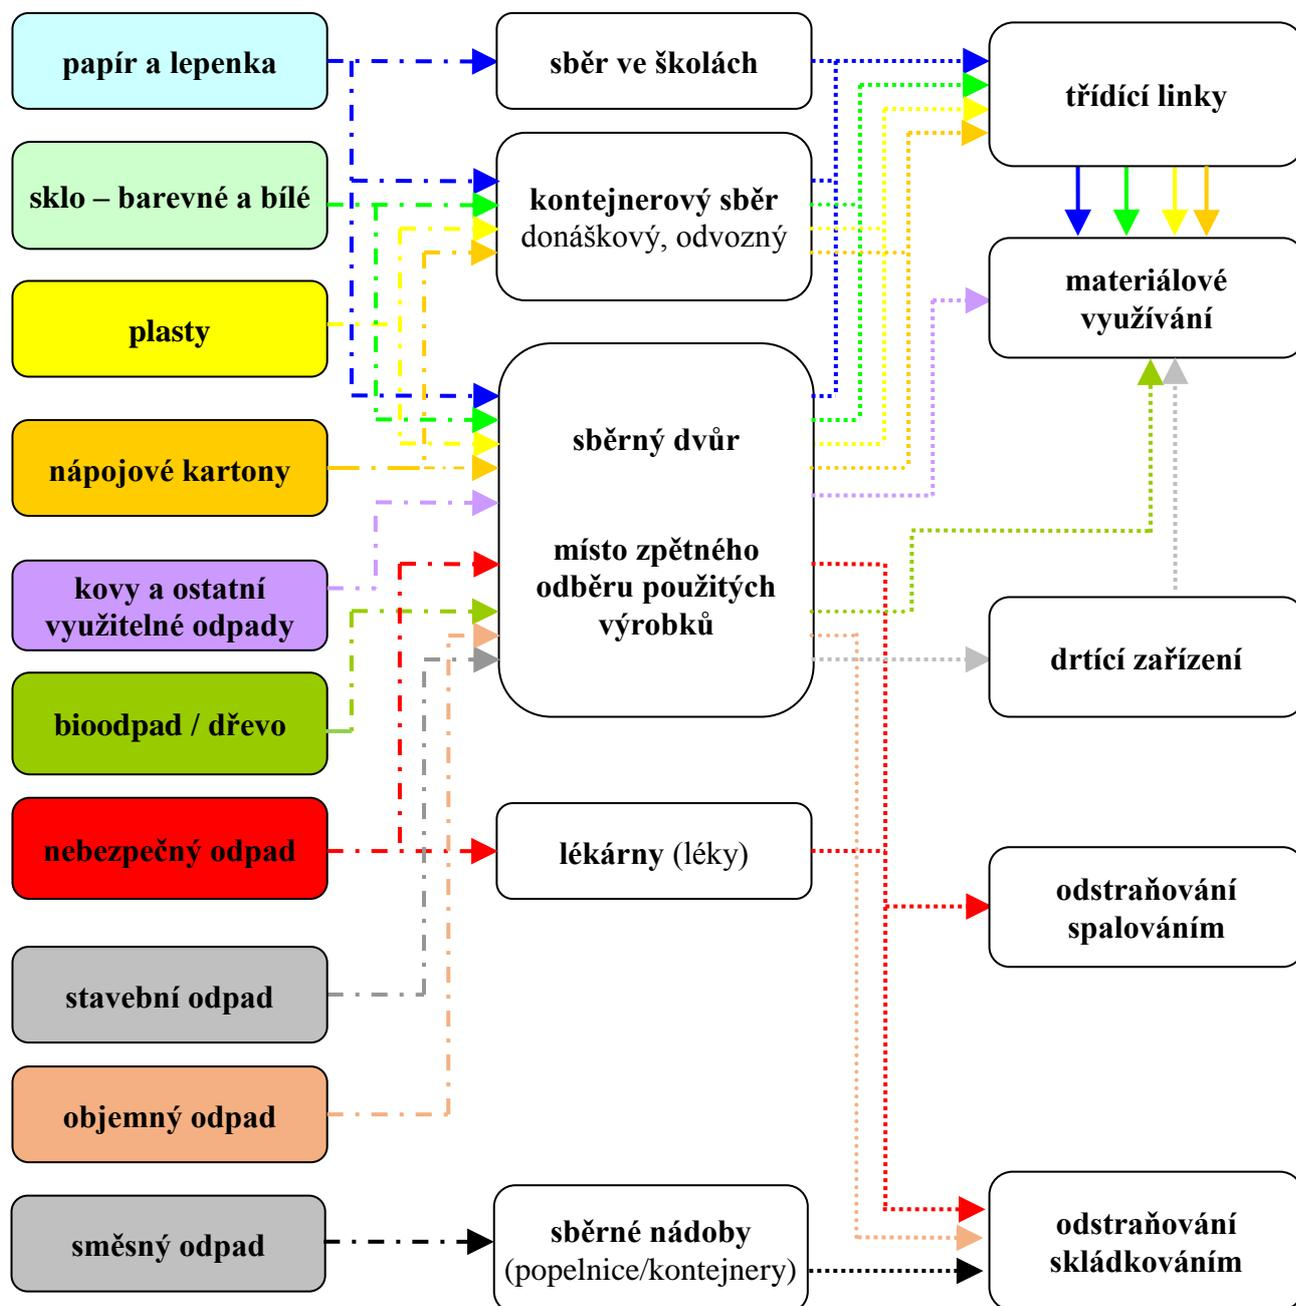 papír a lepenka
sklo – barevné a bílé
plasty
nápojové kartony
kovy a ostatní
využitelné odpady
bioodpad / dřevo
nebezpečný odpad
stavební odpad
objemný odpad
směsný odpad
sběr ve školách
kontejnerový sběr
donáškový, odvozný
sběrný dvůr
místo zpětného
odběru použitých
výrobků
lékárny (léky)
sběrné nádoby
(popelnice/kontejnery)
třídící linky
materiálové
využívání
drtící zařízení
odstraňování
spalováním
odstraňování
skládkováním